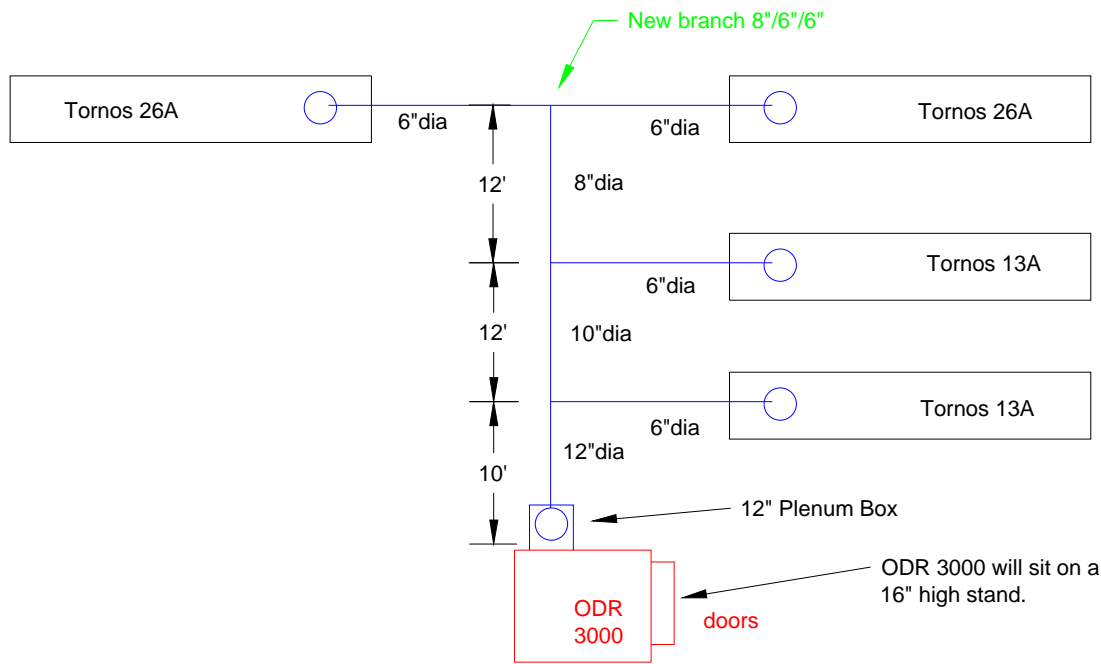 New branch 8"/6"/6"
Tornos 26A
6"dia
6"dia
Tornos 26A
12'
8"dia
Tornos 13A
6"dia
12'
10"dia
Tornos 13A
6"dia
12"dia
10'
12" Plenum Box
ODR 3000 will sit on a
16" high stand.
ODR
3000
doors